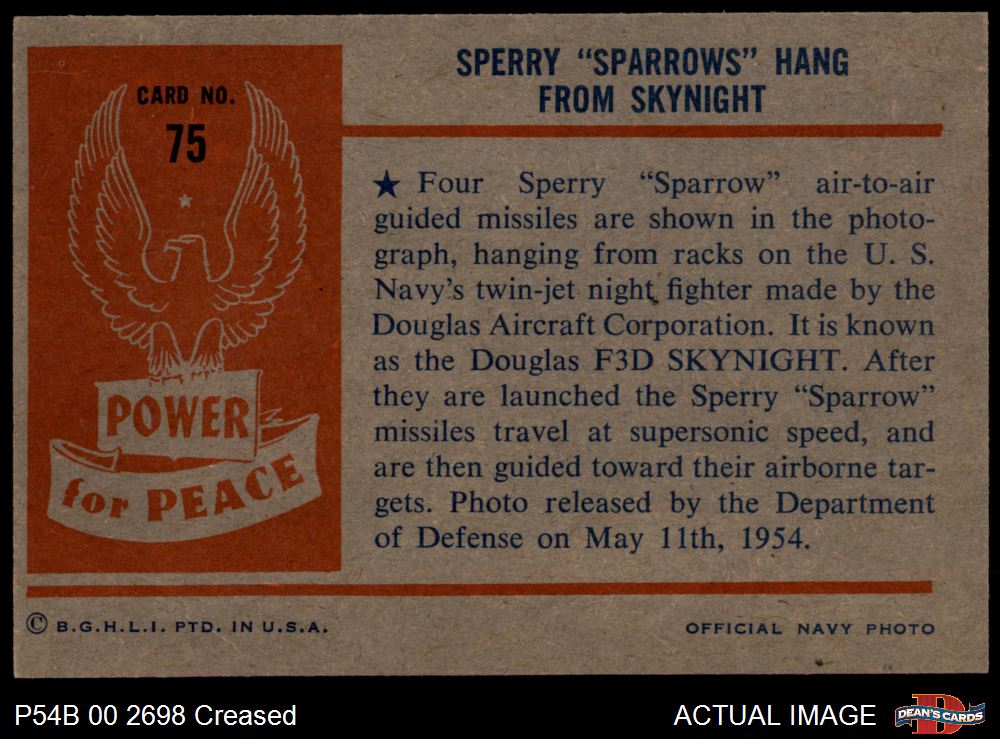 CARD NO.
75
POWER
for PEACE
SPERRY “SPARROWS” HANG
FROM SKYNIGHT
★ Four Sperry “Sparrow” air-to-air
guided missiles are shown in the photo-
graph, hanging from racks on the U. S.
Navy’s twin-jet night fighter made by the
Douglas Aircraft Corporation. It is known
as the Douglas F3D SKYNIGHT. After
they are launched the Sperry “Sparrow”
missiles travel at supersonic speed, and
are then guided toward their airborne tar-
gets. Photo released by the Department
of Defense on May 11th, 1954.
© B.G.H.L.I. PTD. IN U.S.A.
OFFICIAL NAVY PHOTO
P54B 00 2698 Creased
ACTUAL IMAGE
D
DEAN'S CARDS